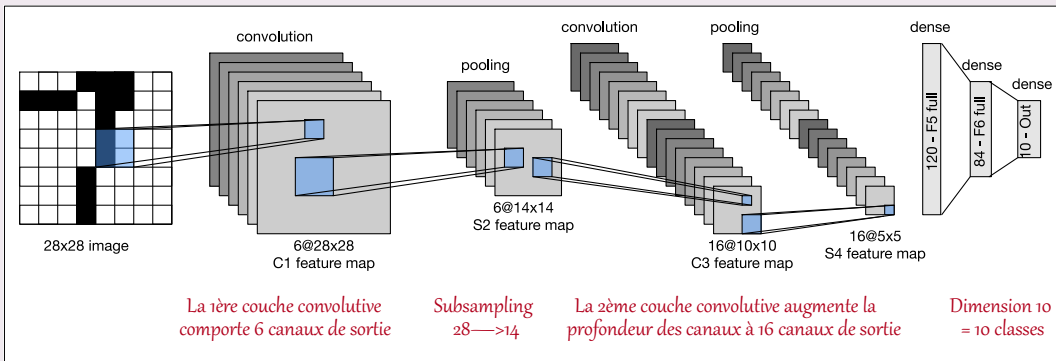 convolution
pooling
convolution
pooling
dense
dense
dense
120 - F5 full
84 - F6 full
10 - Out
28x28 image
6@28x28
C1 feature map
6@14x14
S2 feature map
16@10x10
C3 feature map
16@5x5
S4 feature map
La 1ère couche convolutive
comporte 6 canaux de sortie
Subsampling
28—->14
La 2ème couche convolutive augmente la
profondeur des canaux à 16 canaux de sortie
Dimension 10
= 10 classes